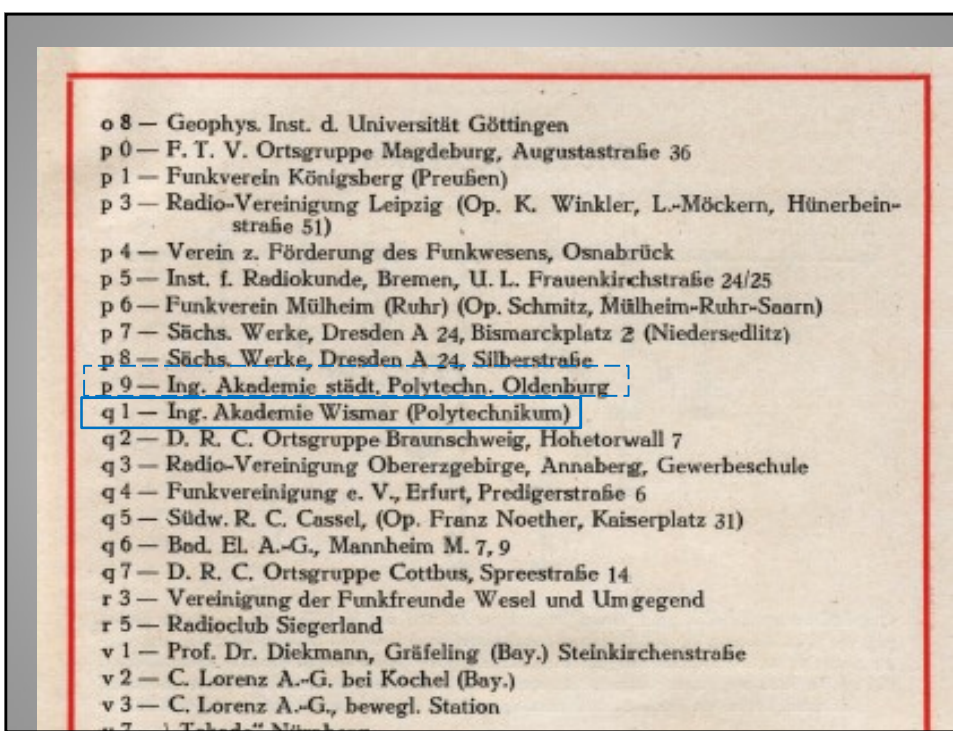 o 8 — Geophys. Inst. d. Universität Göttingen
p 0 — F. T. V. Ortsgruppe Magdeburg, Augustastraße 36
p 1 — Funkverein Königsberg (Preußen)
p 3 — Radio-Vereinigung Leipzig (Op. K. Winkler, L.-Möckern, Hünerbein-
straße 51)
p 4 — Verein z. Förderung des Funkwesens, Osnabrück
p 5 — Inst. f. Radiokunde, Bremen, U. L. Frauenkirchstraße 24/25
p 6 — Funkverein Mülheim (Ruhr) (Op. Schmitz, Mülheim-Ruhr-Saarn)
p 7 — Sächs. Werke, Dresden A 24, Bismarckplatz 2 (Niedersedlitz)
p 8 — Sächs. Werke, Dresden A 24, Silberstraße
p 9 — Ing. Akademie städt. Polytechn. Oldenburg
q 1 — Ing. Akademie Wismar (Polytechnikum)
q 2 — D. R. C. Ortsgruppe Braunschweig, Hohetorwall 7
q 3 — Radio-Vereinigung Obererzgebirge, Annaberg, Gewerbeschule
q 4 — Funkvereinigung e. V., Erfurt, Predigerstraße 6
q 5 — Südw. R. C. Cassel, (Op. Franz Noether, Kaiserplatz 31)
q 6 — Bad. El. A.-G., Mannheim M. 7, 9
q 7 — D. R. C. Ortsgruppe Cottbus, Spreestraße 14
r 3 — Vereinigung der Funkfreunde Wesel und Umgegend
r 5 — Radioclub Siegerland
v 1 — Prof. Dr. Diekmann, Gräfeling (Bay.) Steinkirchenstraße
v 2 — C. Lorenz A.-G. bei Kochel (Bay.)
v 3 — C. Lorenz A.-G., bewegl. Station